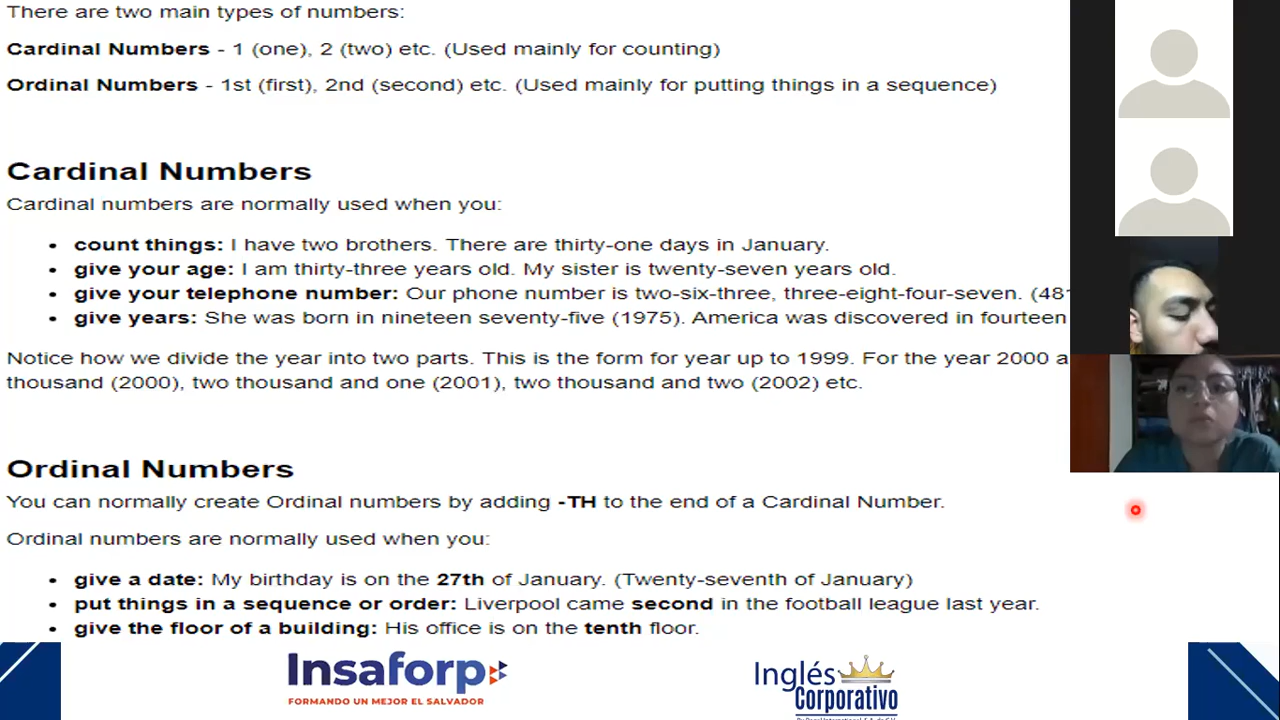 There are two main types of numbers:
Cardinal Numbers - 1 (one), 2 (two) etc. (Used mainly for counting)
Ordinal Numbers - 1st (first), 2nd (second) etc. (Used mainly for putting things in a sequence)
Cardinal Numbers
Cardinal numbers are normally used when you:
• count things: I have two brothers. There are thirty-one days in January.
• give your age: I am thirty-three years old. My sister is twenty-seven years old.
• give your telephone number: Our phone number is two-six-three, three-eight-four-seven. (481
• give years: She was born in nineteen seventy-five (1975). America was discovered in fourteen
Notice how we divide the year into two parts. This is the form for year up to 1999. For the year 2000 a
thousand (2000), two thousand and one (2001), two thousand and two (2002) etc.
Ordinal Numbers
You can normally create Ordinal numbers by adding -TH to the end of a Cardinal Number.
Ordinal numbers are normally used when you:
• give a date: My birthday is on the 27th of January. (Twenty-seventh of January)
• put things in a sequence or order: Liverpool came second in the football league last year.
• give the floor of a building: His office is on the tenth floor.
Insaforp
FORMANDO UN MEJOR EL SALVADOR
Inglés
Corporativo